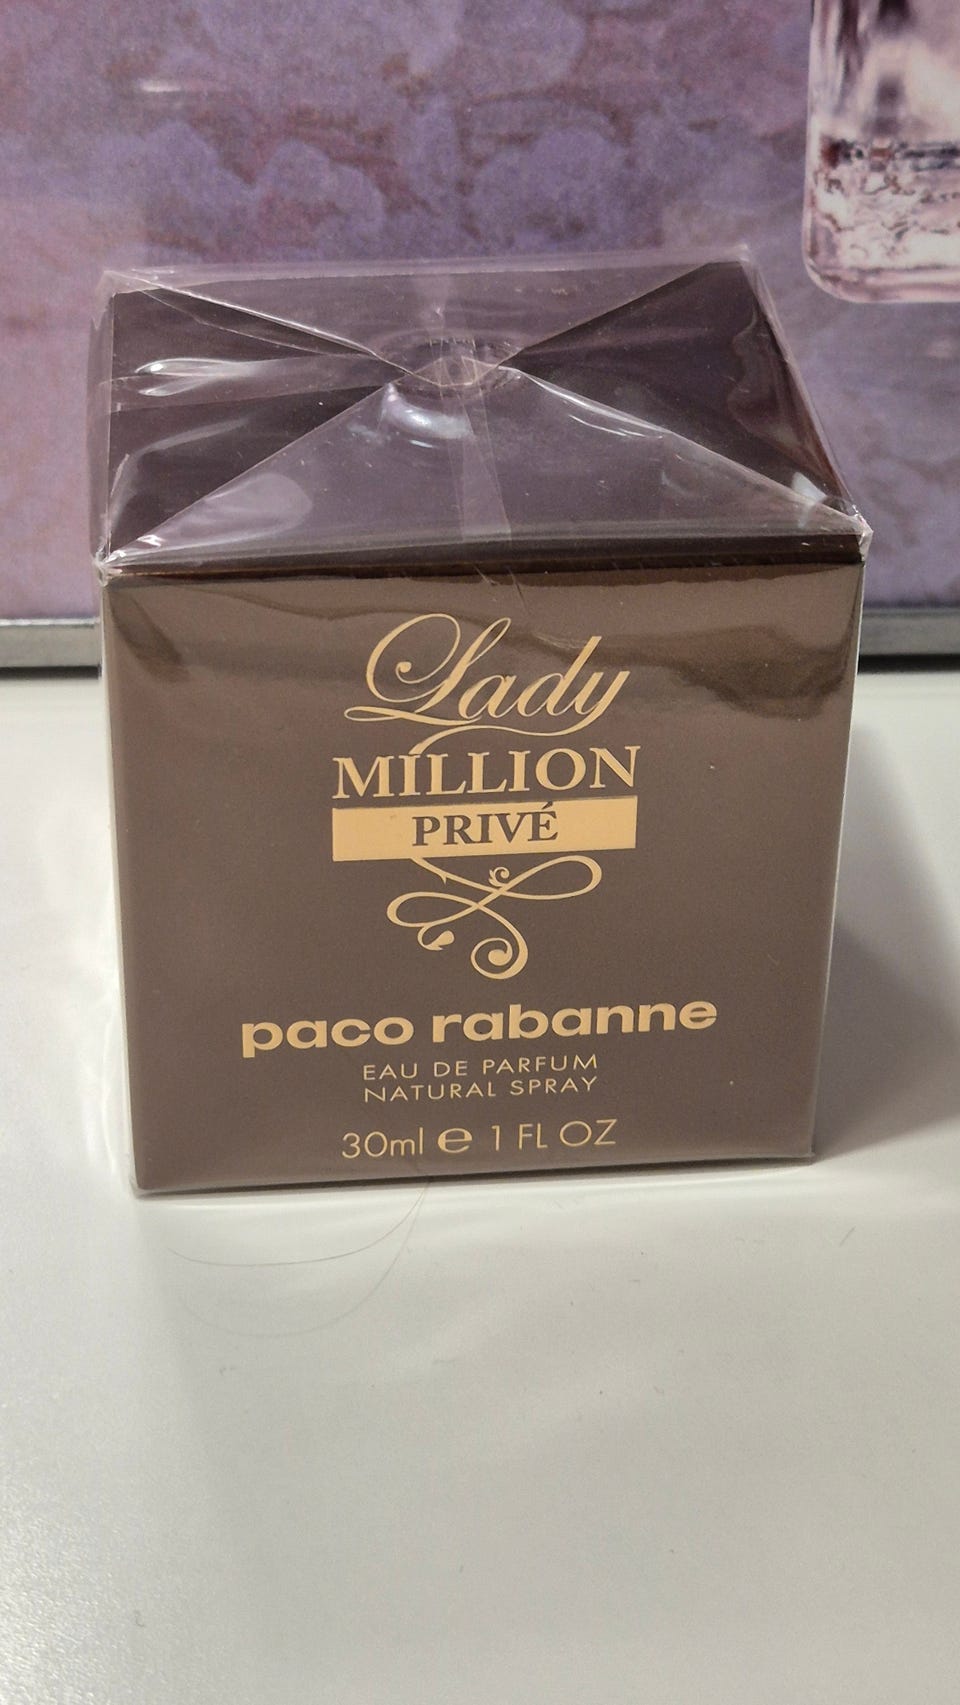 Lady
MILLION
PRIVÉ
paco rabanne
EAU DE PARFUM
NATURAL SPRAY
30ml ℮ 1 FL OZ